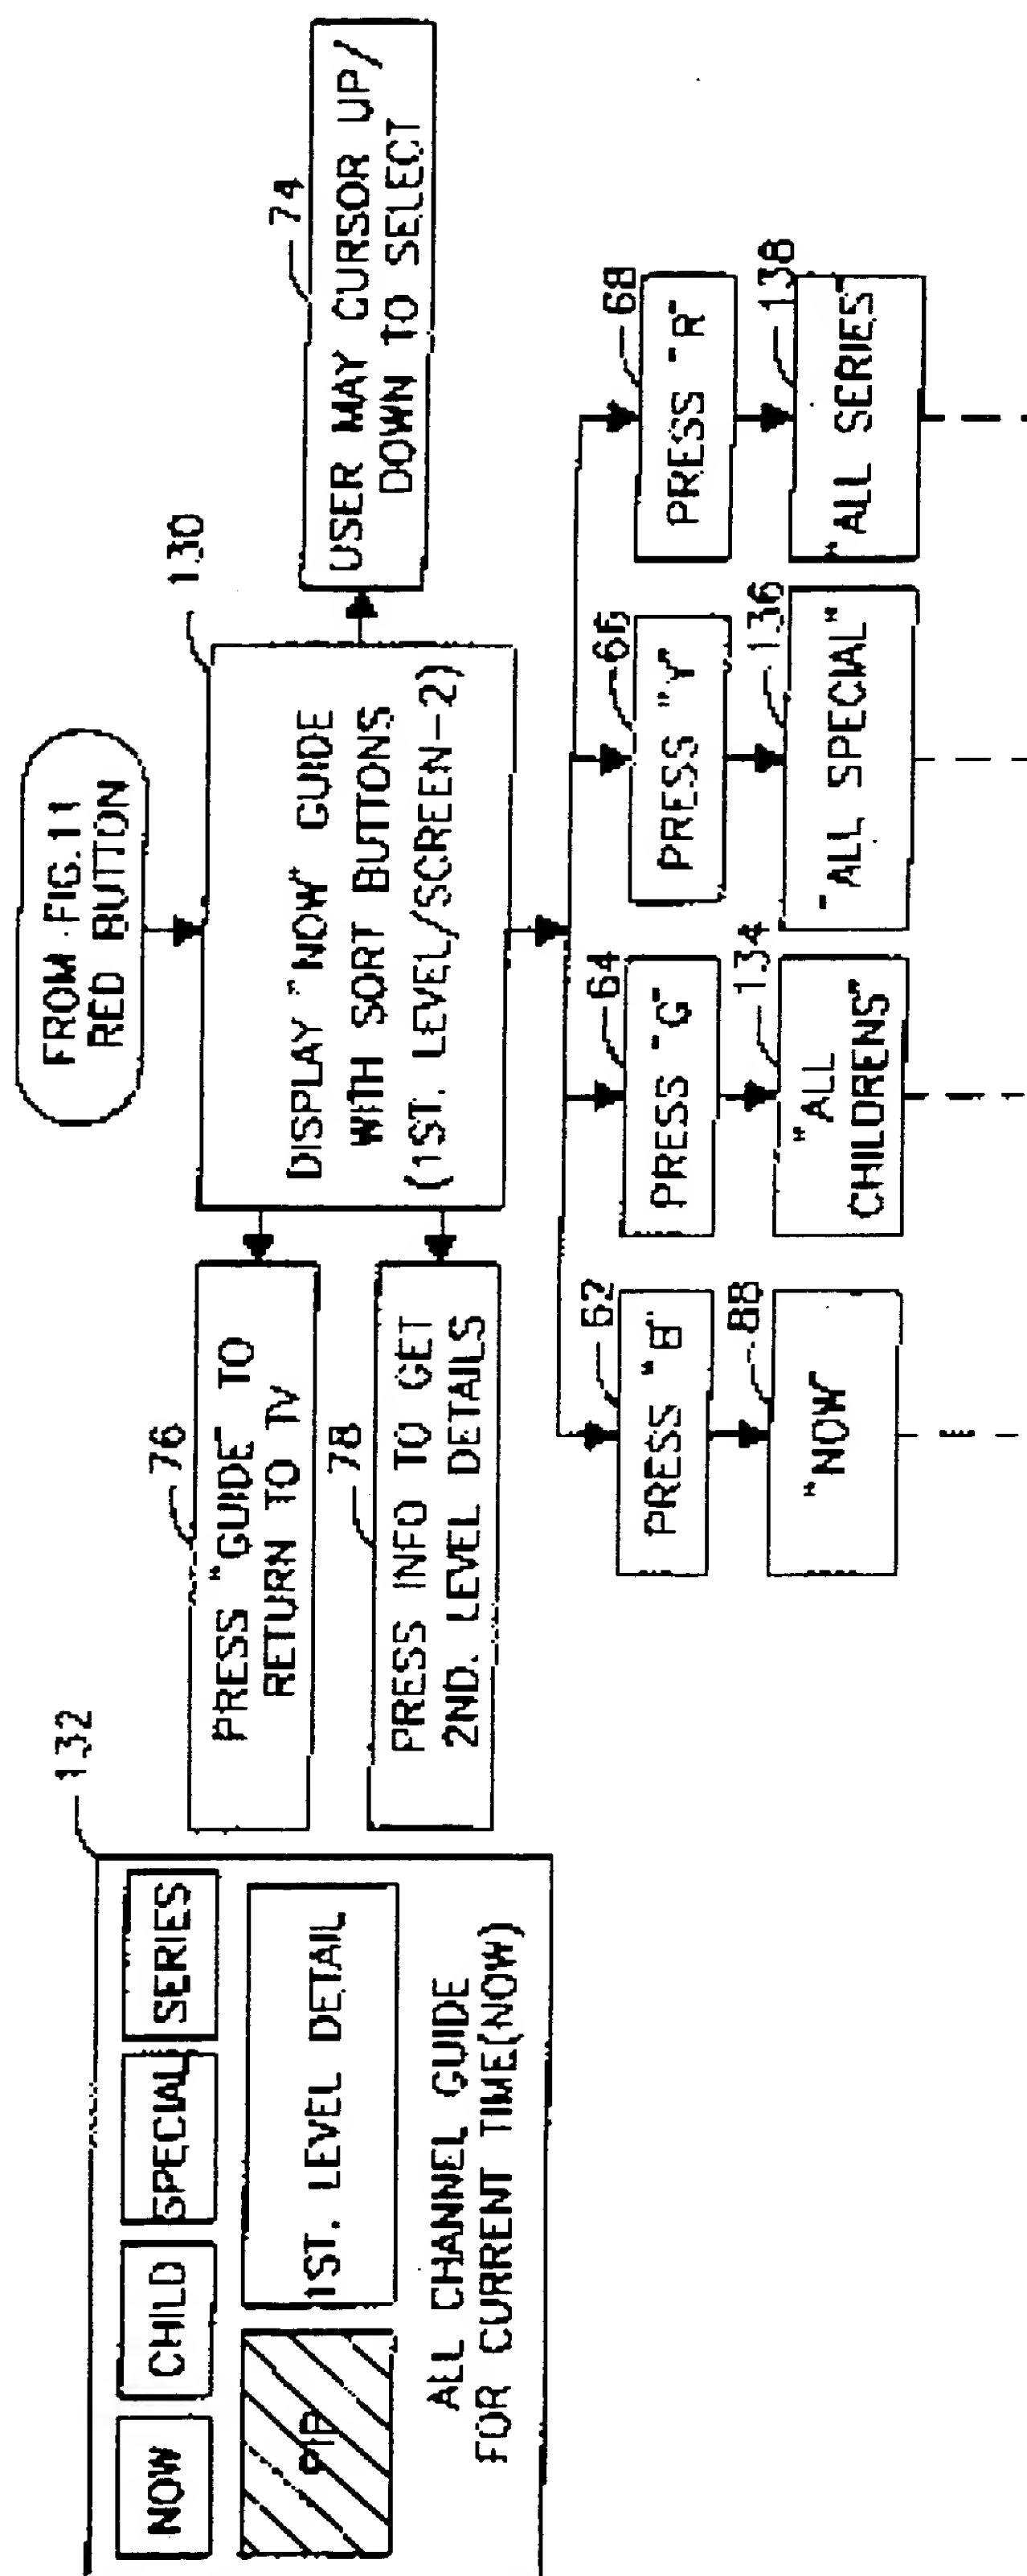 FROM FIG.11
RED BUTTON
130
DISPLAY "NOW" GUIDE
WITH SORT BUTTONS
(1ST. LEVEL/SCREEN-2)
74
USER MAY CURSOR UP/
DOWN TO SELECT
76
PRESS "GUIDE" TO
RETURN TO TV
78
PRESS INFO TO GET
2ND. LEVEL DETAILS
132
NOW
CHILD
SPECIAL
SERIES
PIP
1ST. LEVEL DETAIL
ALL CHANNEL GUIDE
FOR CURRENT TIME(NOW)
62
PRESS "B"
64
PRESS "G"
66
PRESS "Y"
68
PRESS "R"
88
"NOW"
134
"ALL
CHILDRENS"
136
"ALL SPECIAL"
138
"ALL SERIES"